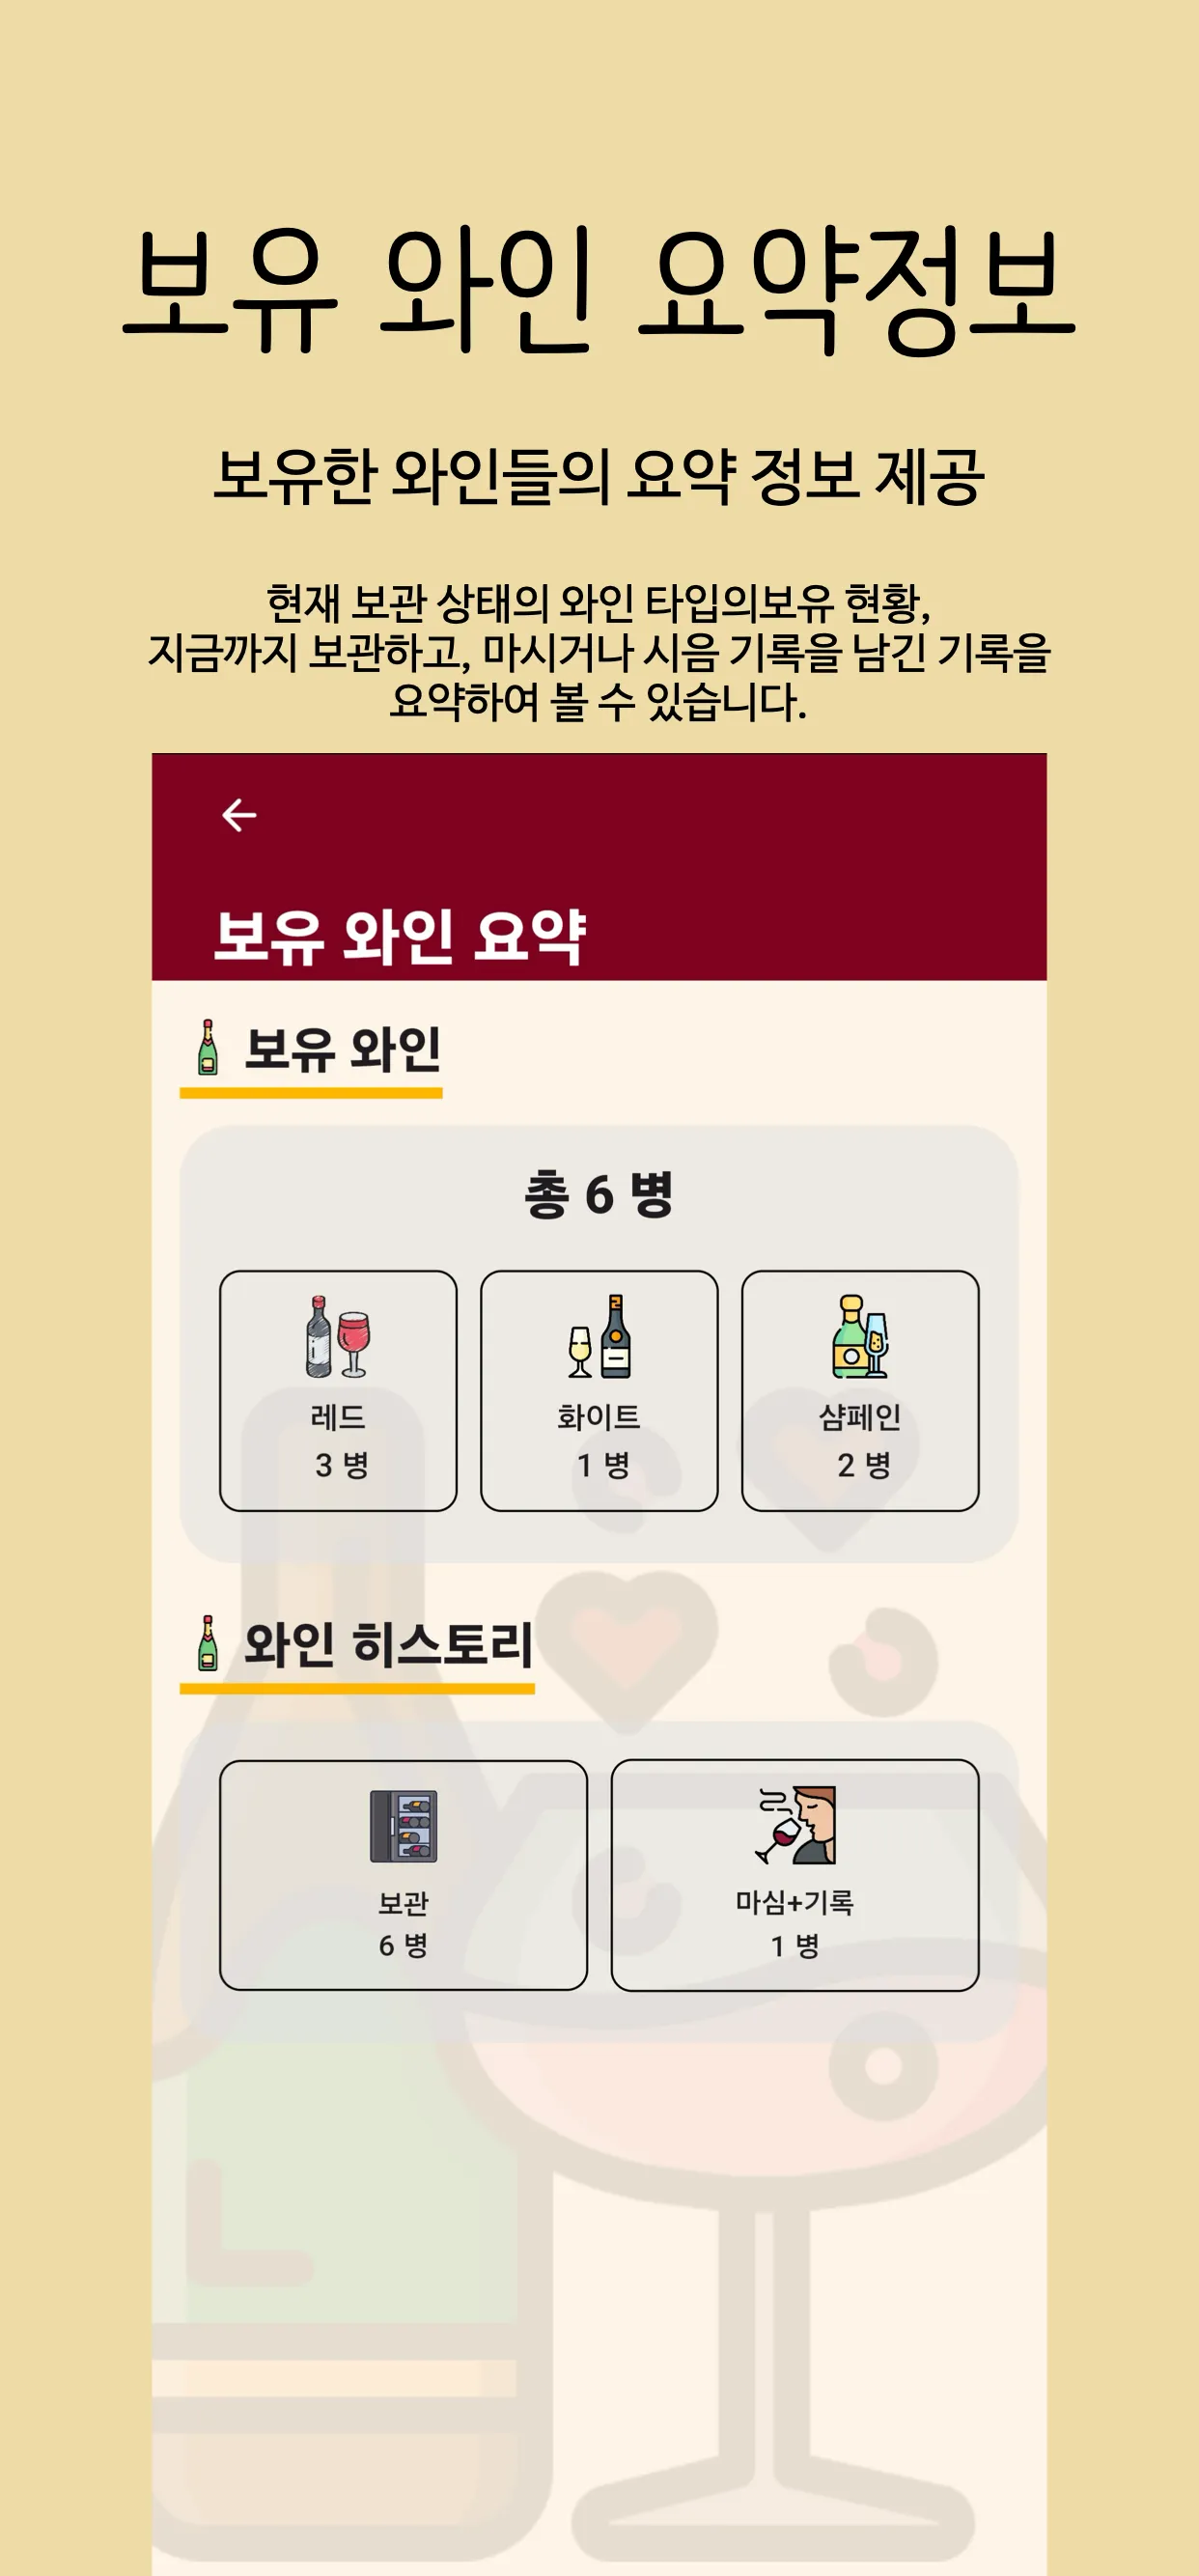 보유 와인 요약정보
보유한 와인들의 요약 정보 제공
현재 보관 상태의 와인 타입의보유 현황,
지금까지 보관하고, 마시거나 시음 기록을 남긴 기록을
요약하여 볼 수 있습니다.
보유 와인 요약
보유 와인
총 6 병
레드
3 병
화이트
1 병
샴페인
2 병
와인 히스토리
보관
6 병
마심+기록
1 병